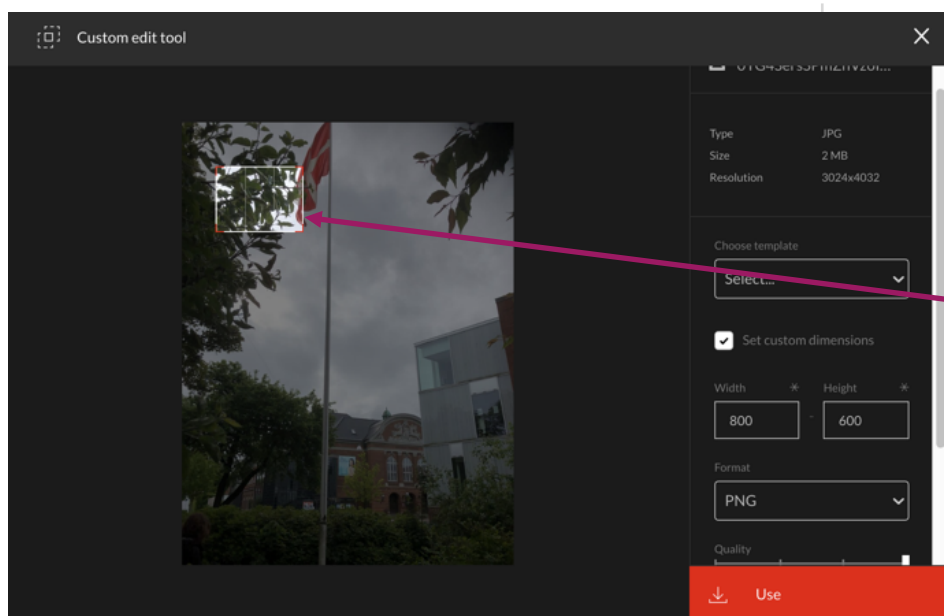 Custom edit tool
Type JPG
Size 2 MB
Resolution 3024x4032
Choose template
Select...
Set custom dimensions
Width * Height *
800 - 600
Format
PNG
Quality
Use